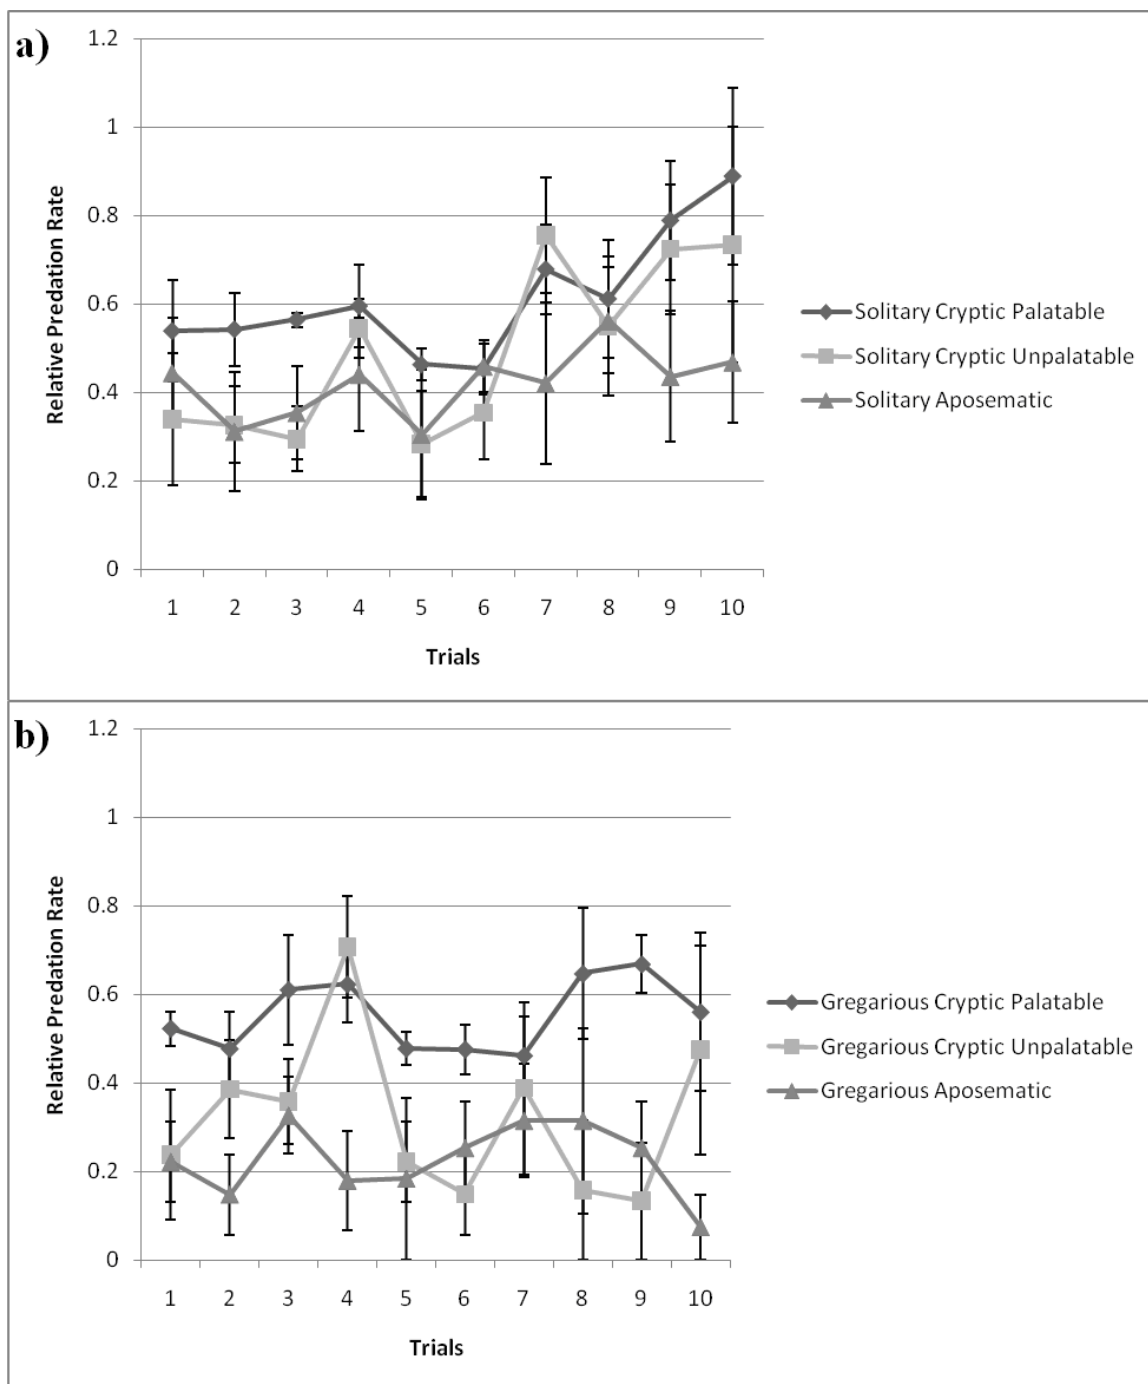 a)
1.2
1
0.8
0.6
0.4
0.2
0
Relative Predation Rate
1 2 3 4 5 6 7 8 9 10
Trials
Solitary Cryptic Palatable
Solitary Cryptic Unpalatable
Solitary Aposematic
b)
1.2
1
0.8
0.6
0.4
0.2
0
Relative Predation Rate
1 2 3 4 5 6 7 8 9 10
Trials
Gregarious Cryptic Palatable
Gregarious Cryptic Unpalatable
Gregarious Aposematic